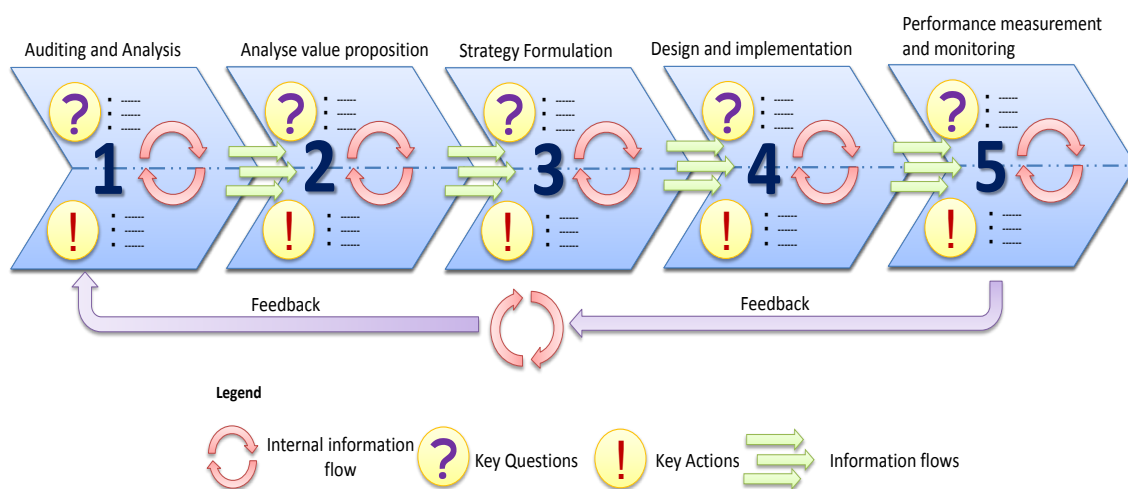 Auditing and Analysis
Analyse value proposition
Strategy Formulation
Design and implementation
Performance measurement
and monitoring
?
?
?
?
?
1
2
3
4
5
!
!
!
!
!
Feedback
Feedback
Legend
Internal information
flow
?
Key Questions
!
Key Actions
Information flows